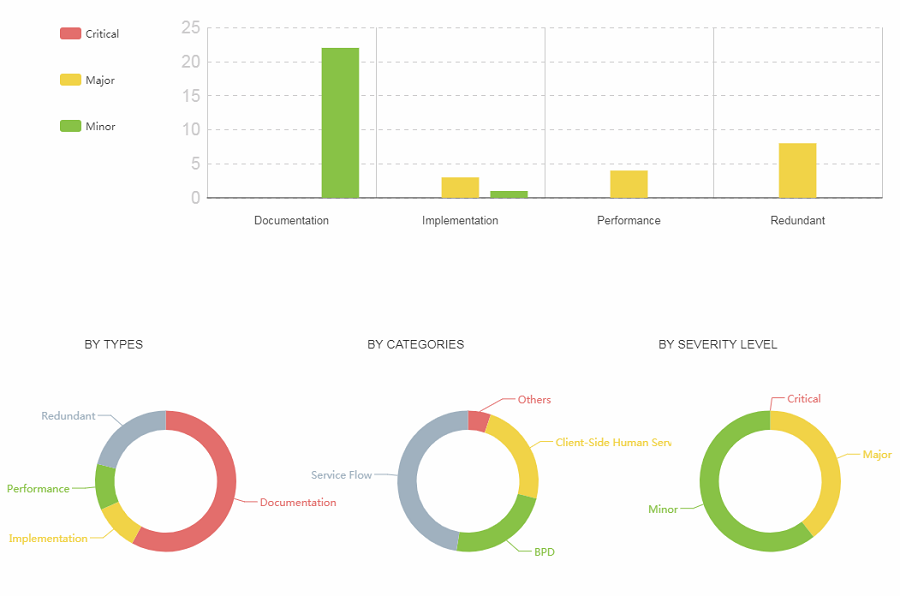 Critical
Major
Minor
25
20
15
10
5
0
Documentation
Implementation
Performance
Redundant
BY TYPES
BY CATEGORIES
BY SEVERITY LEVEL
Redundant
Performance
Implementation
Documentation
Others
Client-Side Human Serv
Service Flow
BPD
Critical
Major
Minor